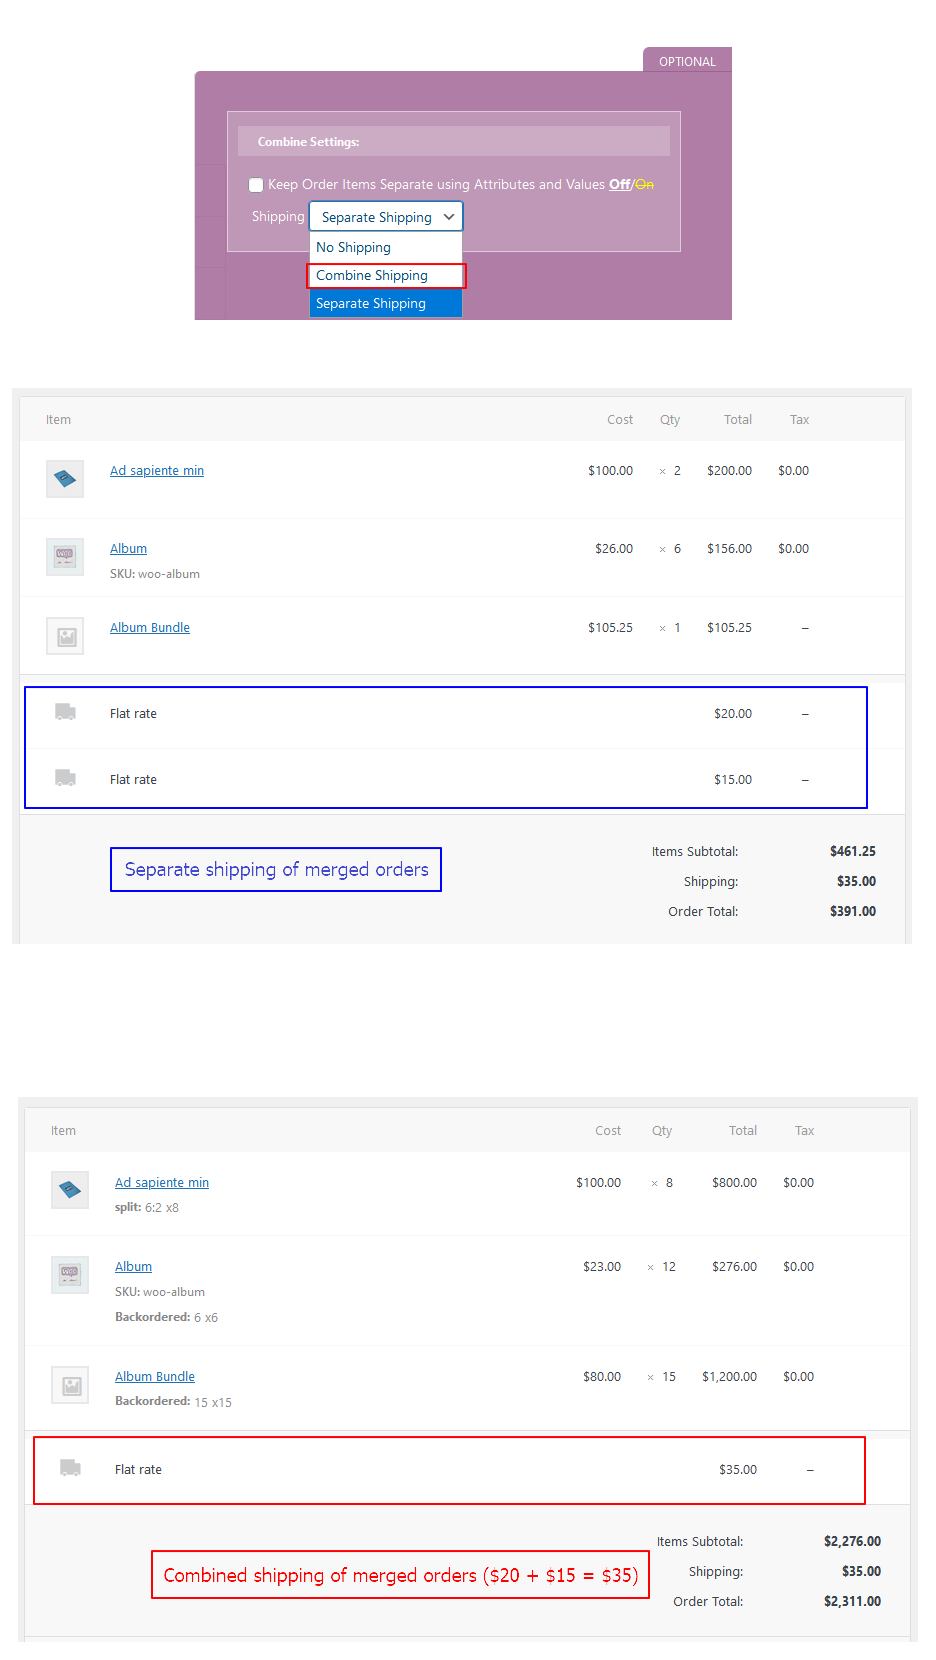 OPTIONAL
Combine Settings:
Keep Order Items Separate using Attributes and Values Off/On
Shipping Separate Shipping
No Shipping
Combine Shipping
Separate Shipping
Item Cost Qty Total Tax
Ad sapiente min $100.00 × 2 $200.00 $0.00
Album $26.00 × 6 $156.00 $0.00
SKU: woo-album
Album Bundle $105.25 × 1 $105.25 –
Flat rate $20.00 –
Flat rate $15.00 –
Items Subtotal: $461.25
Separate shipping of merged orders
Shipping: $35.00
Order Total: $391.00
Item Cost Qty Total Tax
Ad sapiente min $100.00 × 8 $800.00 $0.00
split: 6:2 x8
Album $23.00 × 12 $276.00 $0.00
SKU: woo-album
Backordered: 6 x6
Album Bundle $80.00 × 15 $1,200.00 $0.00
Backordered: 15 x15
Flat rate $35.00 –
Items Subtotal: $2,276.00
Combined shipping of merged orders ($20 + $15 = $35)
Shipping: $35.00
Order Total: $2,311.00